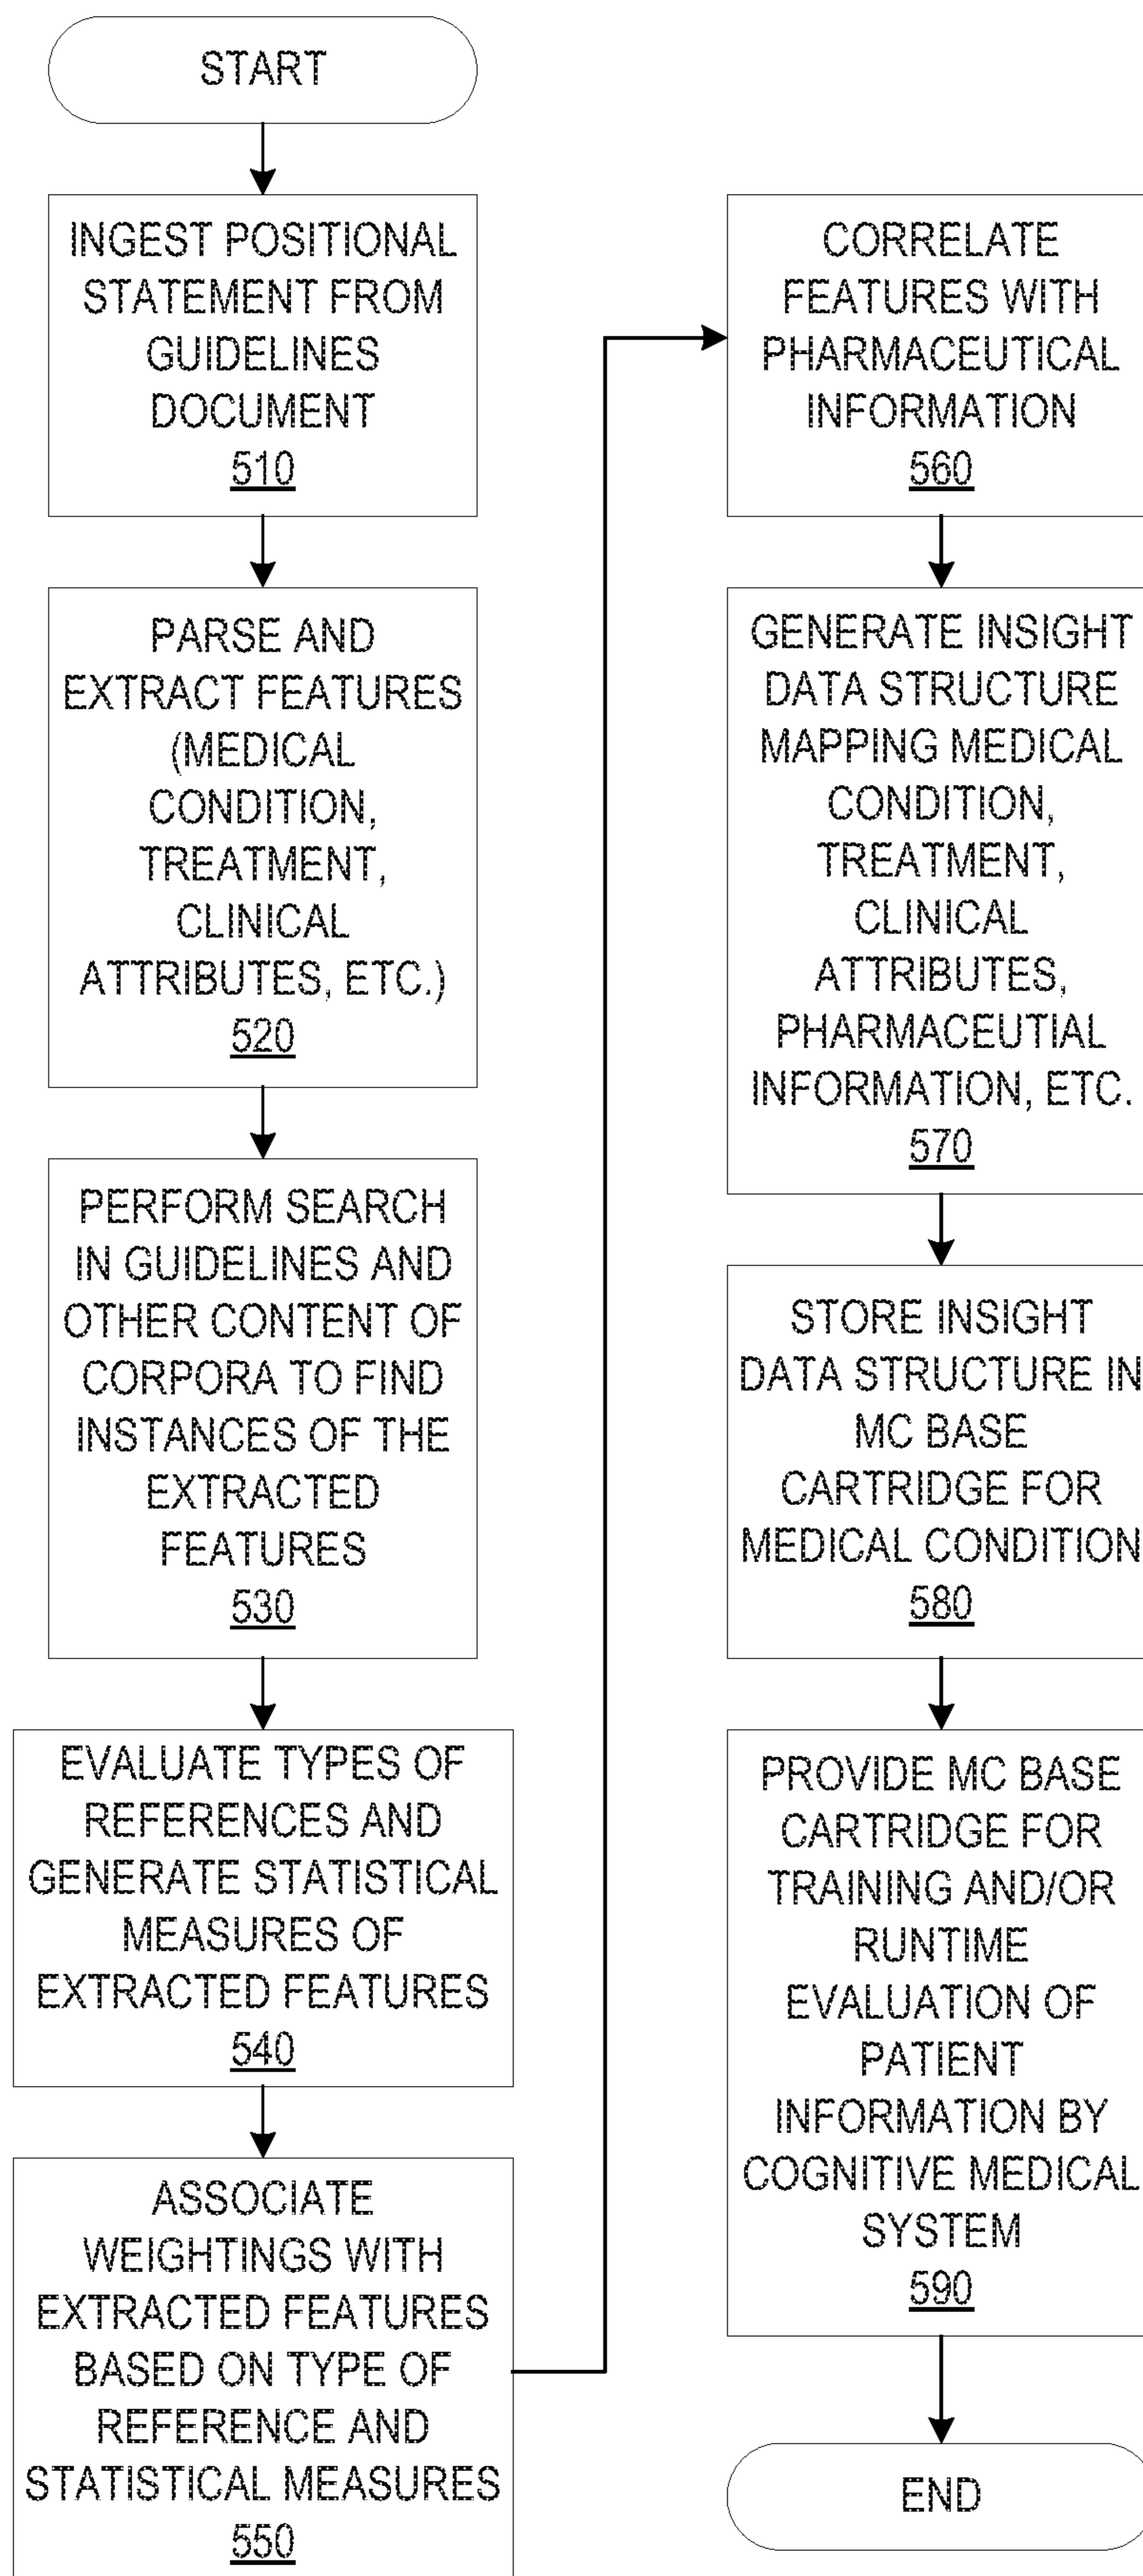 START
INGEST POSITIONAL
STATEMENT FROM
GUIDELINES
DOCUMENT
510
PARSE AND
EXTRACT FEATURES
(MEDICAL
CONDITION,
TREATMENT,
CLINICAL
ATTRIBUTES, ETC.)
520
PERFORM SEARCH
IN GUIDELINES AND
OTHER CONTENT OF
CORPORA TO FIND
INSTANCES OF THE
EXTRACTED
FEATURES
530
EVALUATE TYPES OF
REFERENCES AND
GENERATE STATISTICAL
MEASURES OF
EXTRACTED FEATURES
540
ASSOCIATE
WEIGHTINGS WITH
EXTRACTED FEATURES
BASED ON TYPE OF
REFERENCE AND
STATISTICAL MEASURES
550
CORRELATE
FEATURES WITH
PHARMACEUTICAL
INFORMATION
560
GENERATE INSIGHT
DATA STRUCTURE
MAPPING MEDICAL
CONDITION,
TREATMENT,
CLINICAL
ATTRIBUTES,
PHARMACEUTIAL
INFORMATION, ETC.
570
STORE INSIGHT
DATA STRUCTURE IN
MC BASE
CARTRIDGE FOR
MEDICAL CONDITION
580
PROVIDE MC BASE
CARTRIDGE FOR
TRAINING AND/OR
RUNTIME
EVALUATION OF
PATIENT
INFORMATION BY
COGNITIVE MEDICAL
SYSTEM
590
END